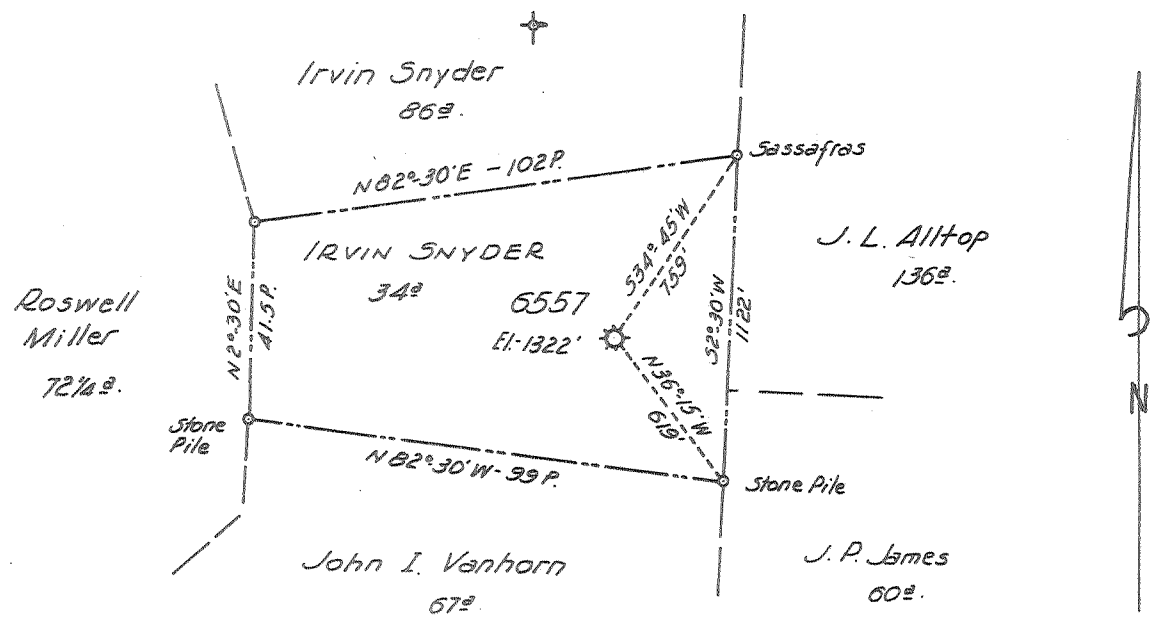 Irvin Snyder
86a.
Sassafras
N82°-30'E - 102P.
S34°-45'W
759'
J. L. Alltop
136a.
IRVIN SNYDER
34a
Roswell
Miller
72¼a.
N2°-30'E
41.5P.
6557
El:-1322'
S2°-30'W
1122'
N36°-15'W
619'
N
Stone
Pile
N82°-30'W-99P.
Stone Pile
John I. Vanhorn
67a.
J. P. James
60a.